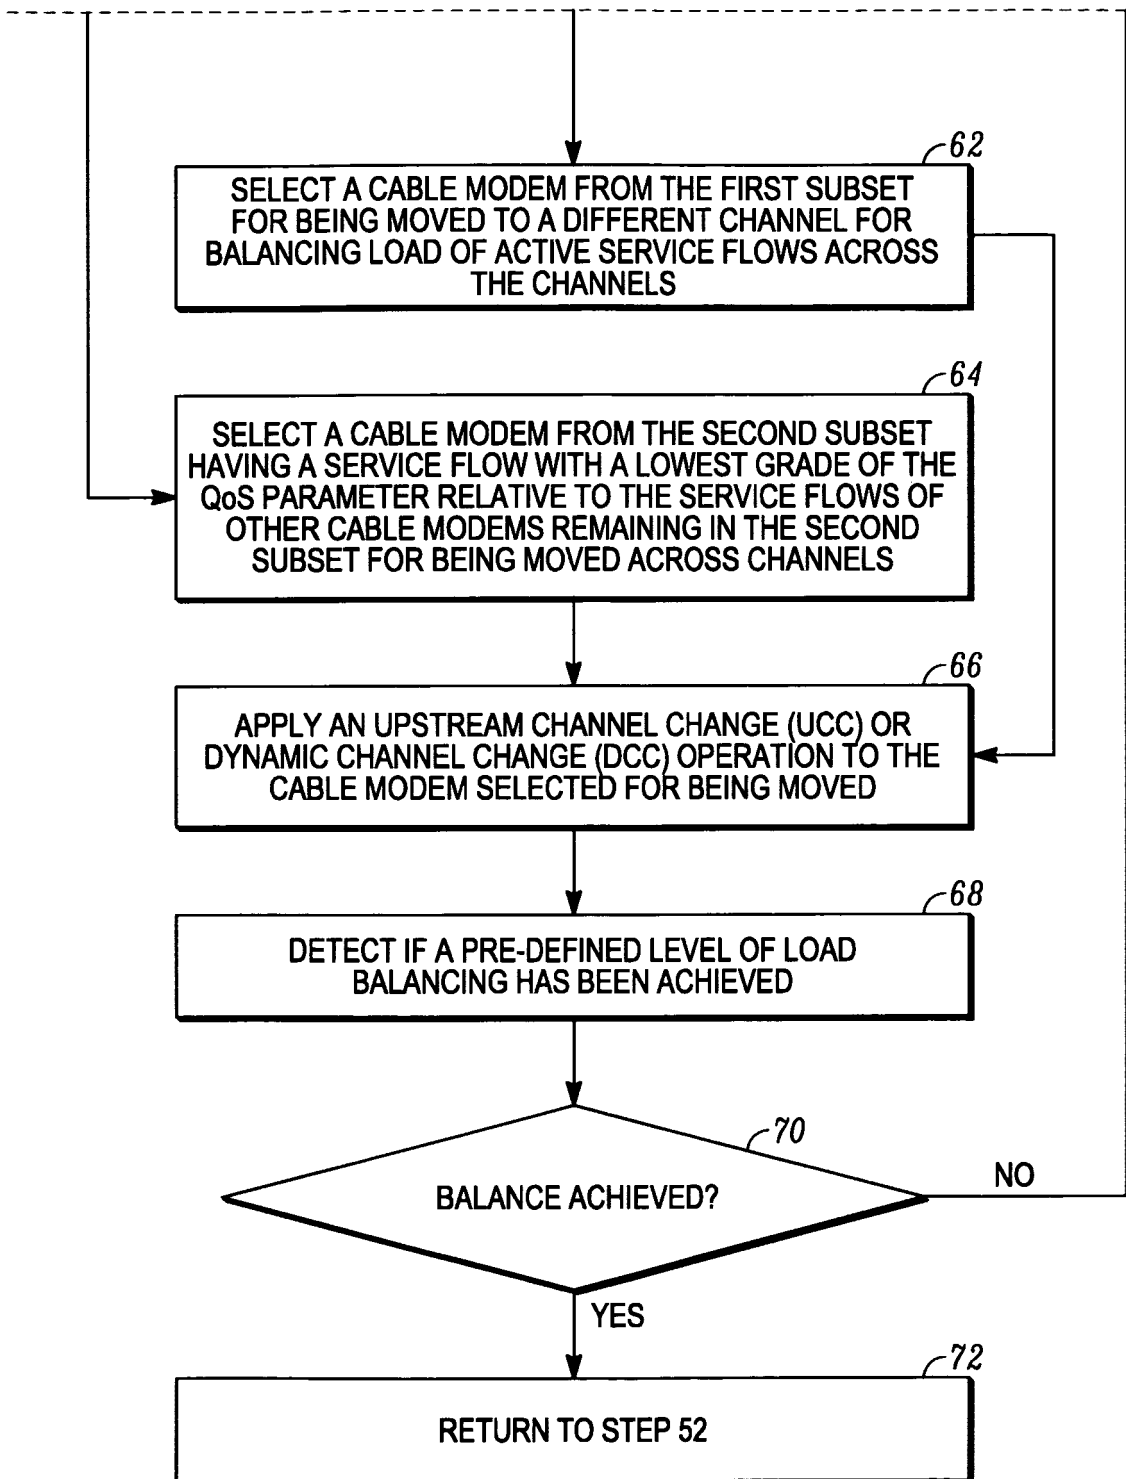 62
SELECT A CABLE MODEM FROM THE FIRST SUBSET
FOR BEING MOVED TO A DIFFERENT CHANNEL FOR
BALANCING LOAD OF ACTIVE SERVICE FLOWS ACROSS
THE CHANNELS
64
SELECT A CABLE MODEM FROM THE SECOND SUBSET
HAVING A SERVICE FLOW WITH A LOWEST GRADE OF THE
QoS PARAMETER RELATIVE TO THE SERVICE FLOWS OF
OTHER CABLE MODEMS REMAINING IN THE SECOND
SUBSET FOR BEING MOVED ACROSS CHANNELS
66
APPLY AN UPSTREAM CHANNEL CHANGE (UCC) OR
DYNAMIC CHANNEL CHANGE (DCC) OPERATION TO THE
CABLE MODEM SELECTED FOR BEING MOVED
68
DETECT IF A PRE-DEFINED LEVEL OF LOAD
BALANCING HAS BEEN ACHIEVED
70
BALANCE ACHIEVED?
NO
YES
72
RETURN TO STEP 52